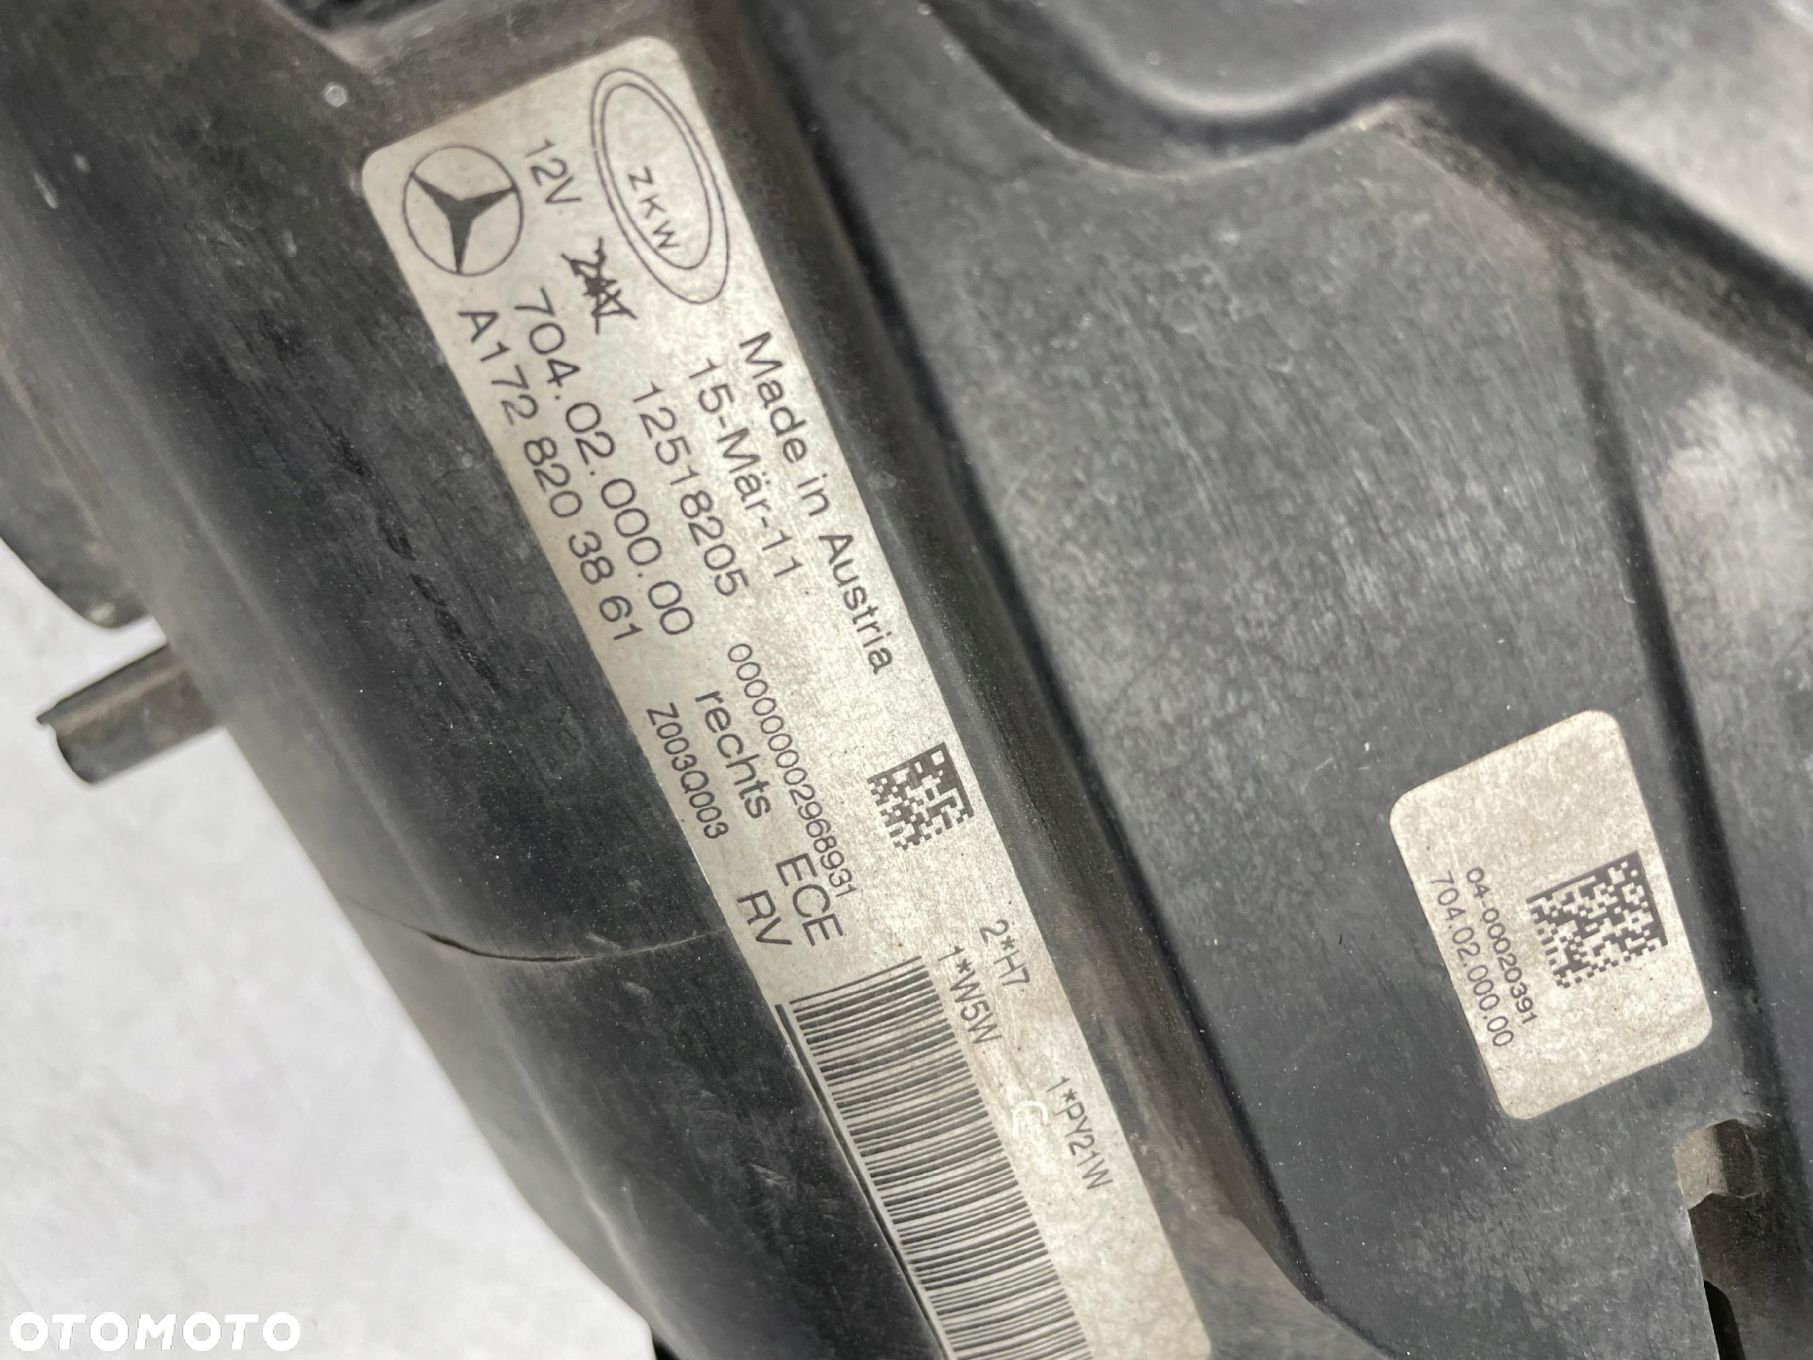 ZKW
Made in Austria
15-Mär-11
12518205
000000002968931
12V
704.02.000.00
rechts
ECE
A172 820 38 61
Z003Q003
RV
2*H7
1*W5W
1*PY21W
04-00020391
704.02.000.00
OTOMOTO